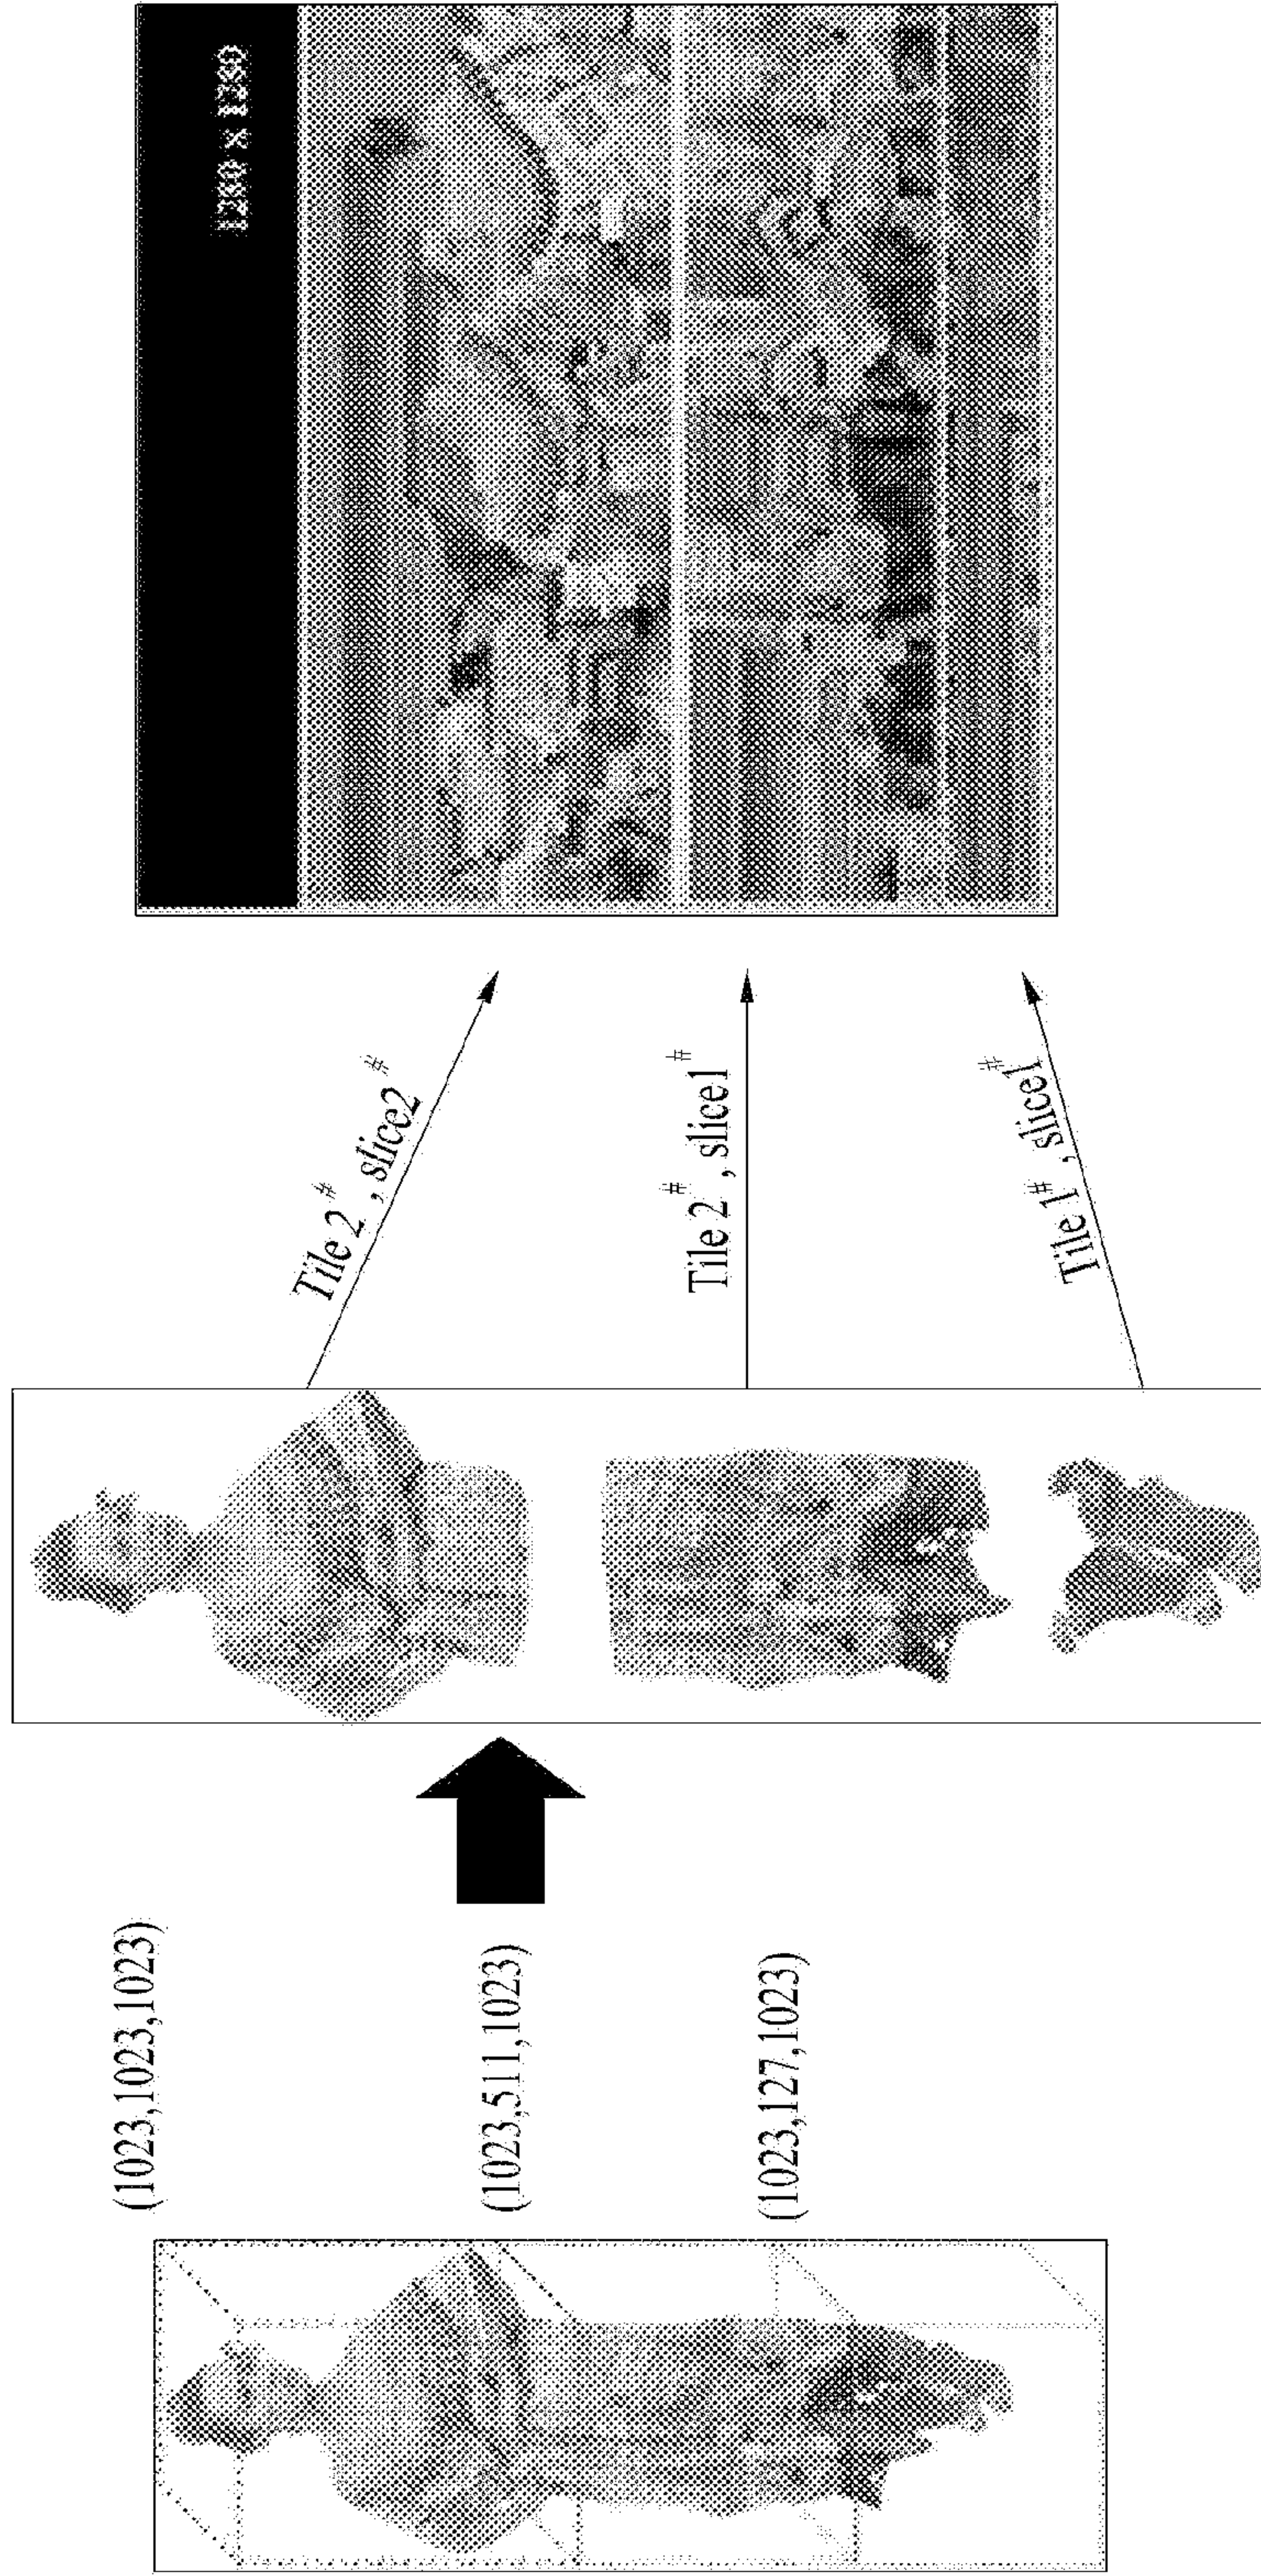 (1023,1023,1023)
(1023,511,1023)
(1023,127,1023)
Tile 2#, slice2#
Tile 2#, slice1#
Tile 1#, slice1#
1280 x 1280